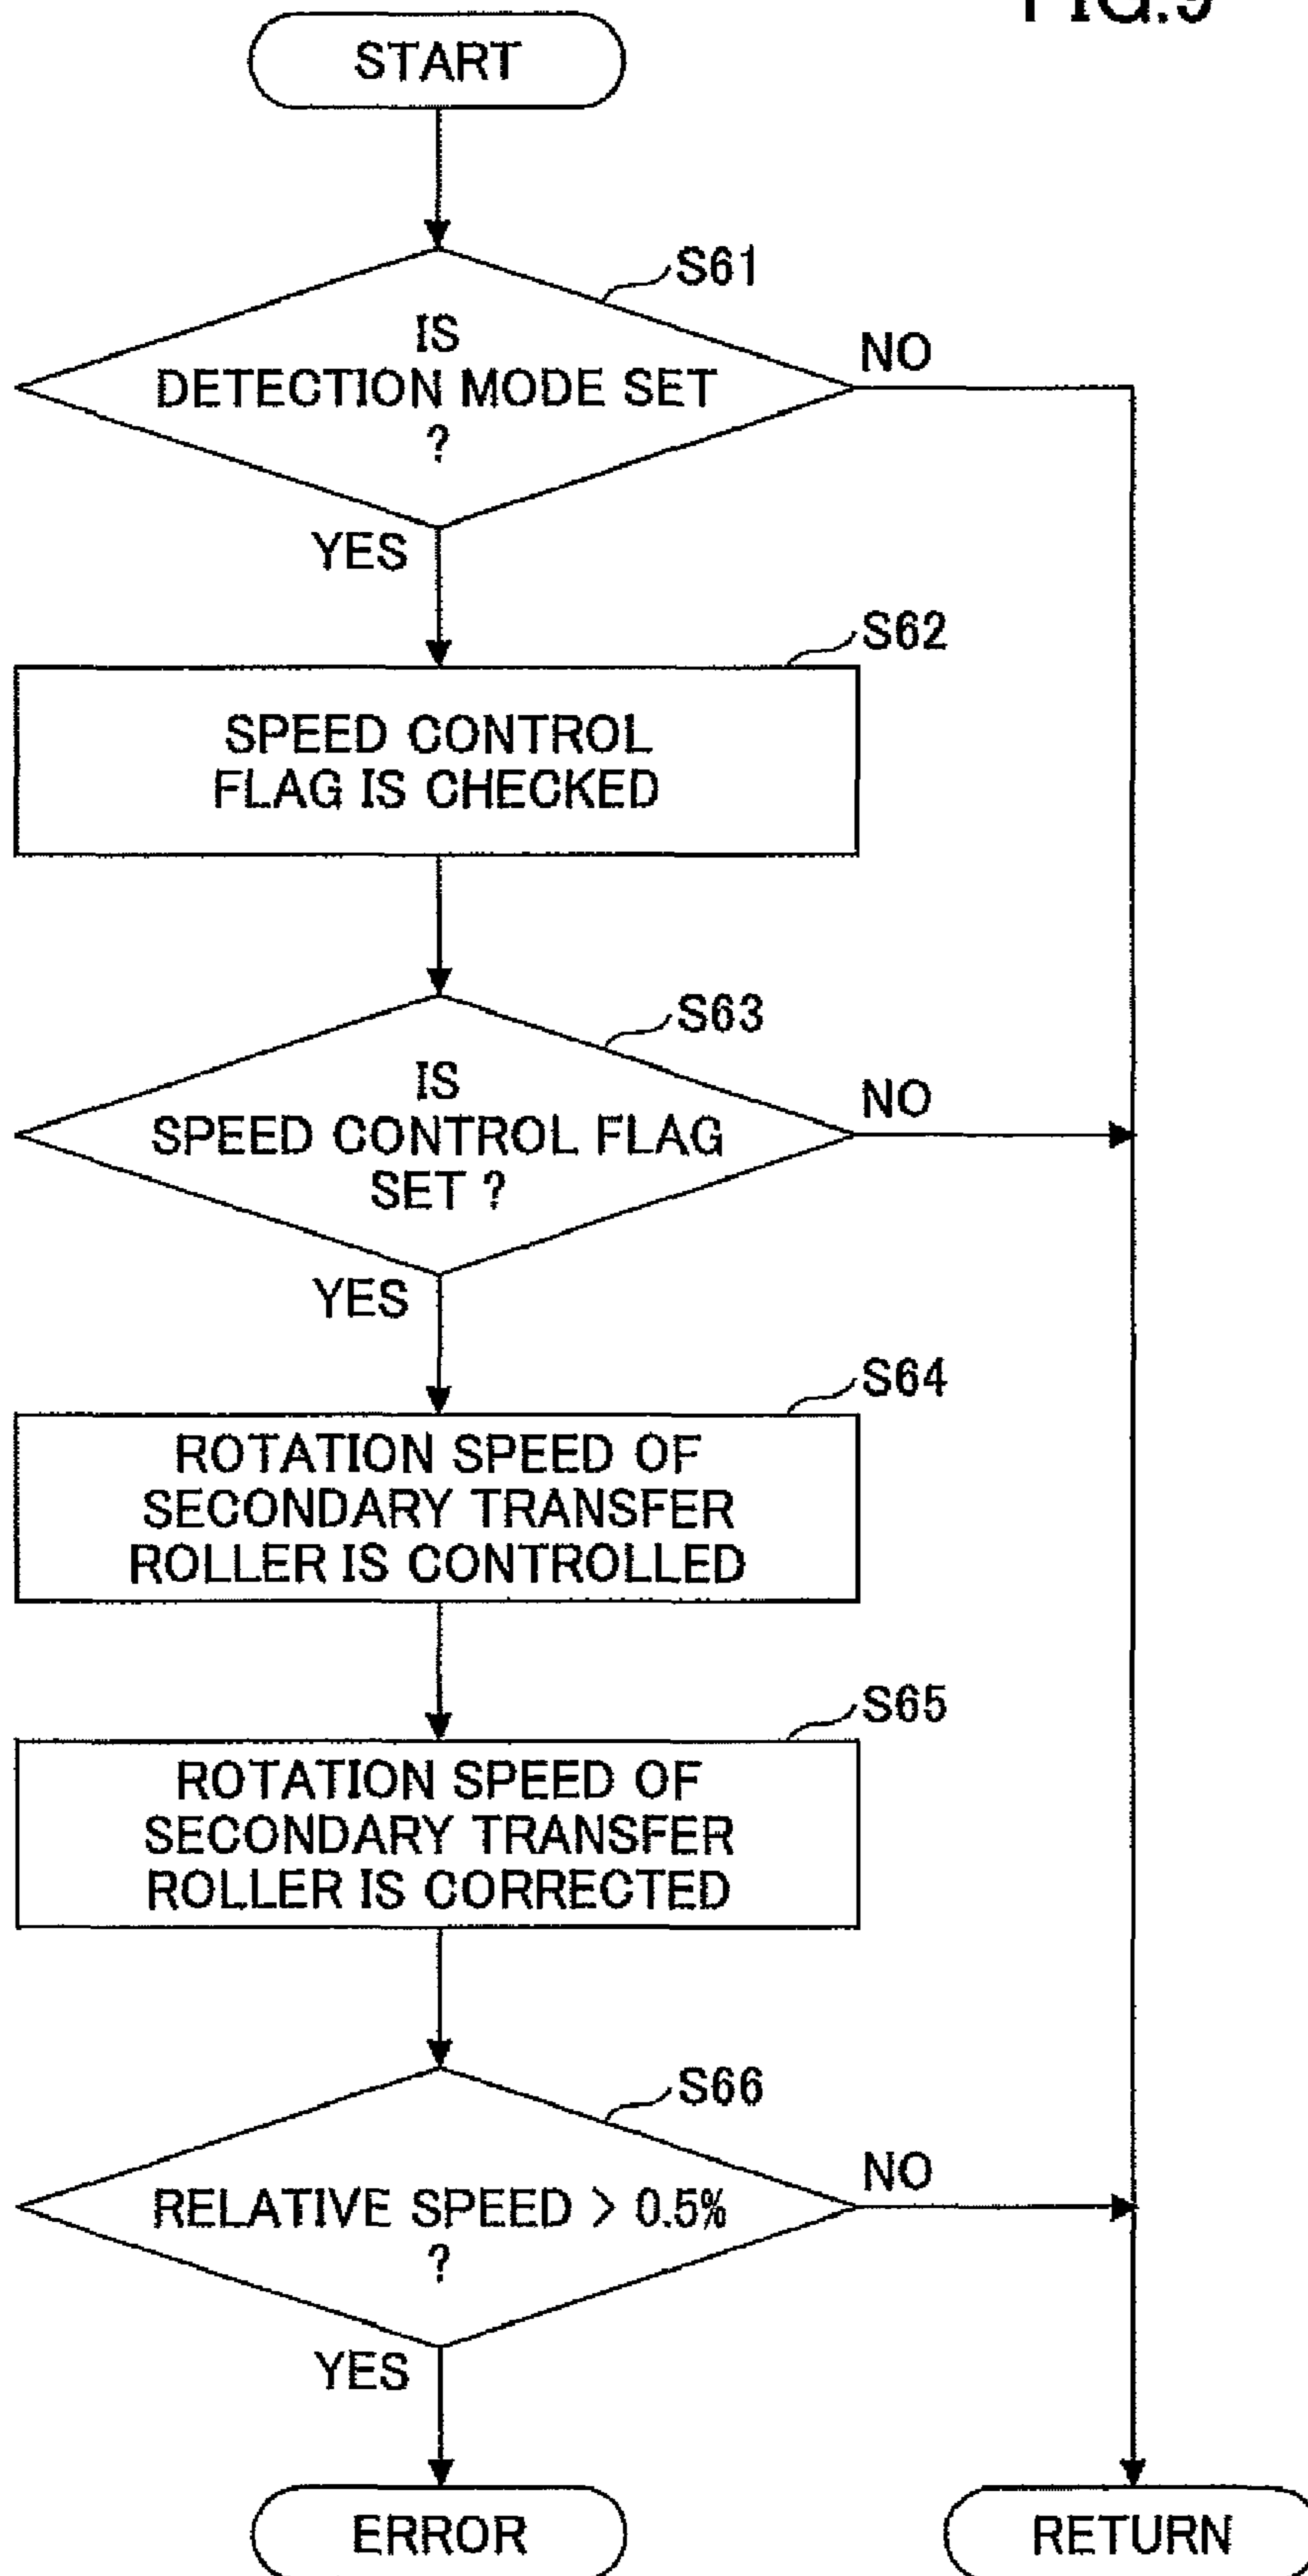 FIG.9
START
S61
IS
DETECTION MODE SET
?
NO
YES
S62
SPEED CONTROL
FLAG IS CHECKED
S63
IS
SPEED CONTROL FLAG
SET ?
NO
YES
S64
ROTATION SPEED OF
SECONDARY TRANSFER
ROLLER IS CONTROLLED
S65
ROTATION SPEED OF
SECONDARY TRANSFER
ROLLER IS CORRECTED
S66
RELATIVE SPEED > 0.5%
?
NO
YES
ERROR
RETURN